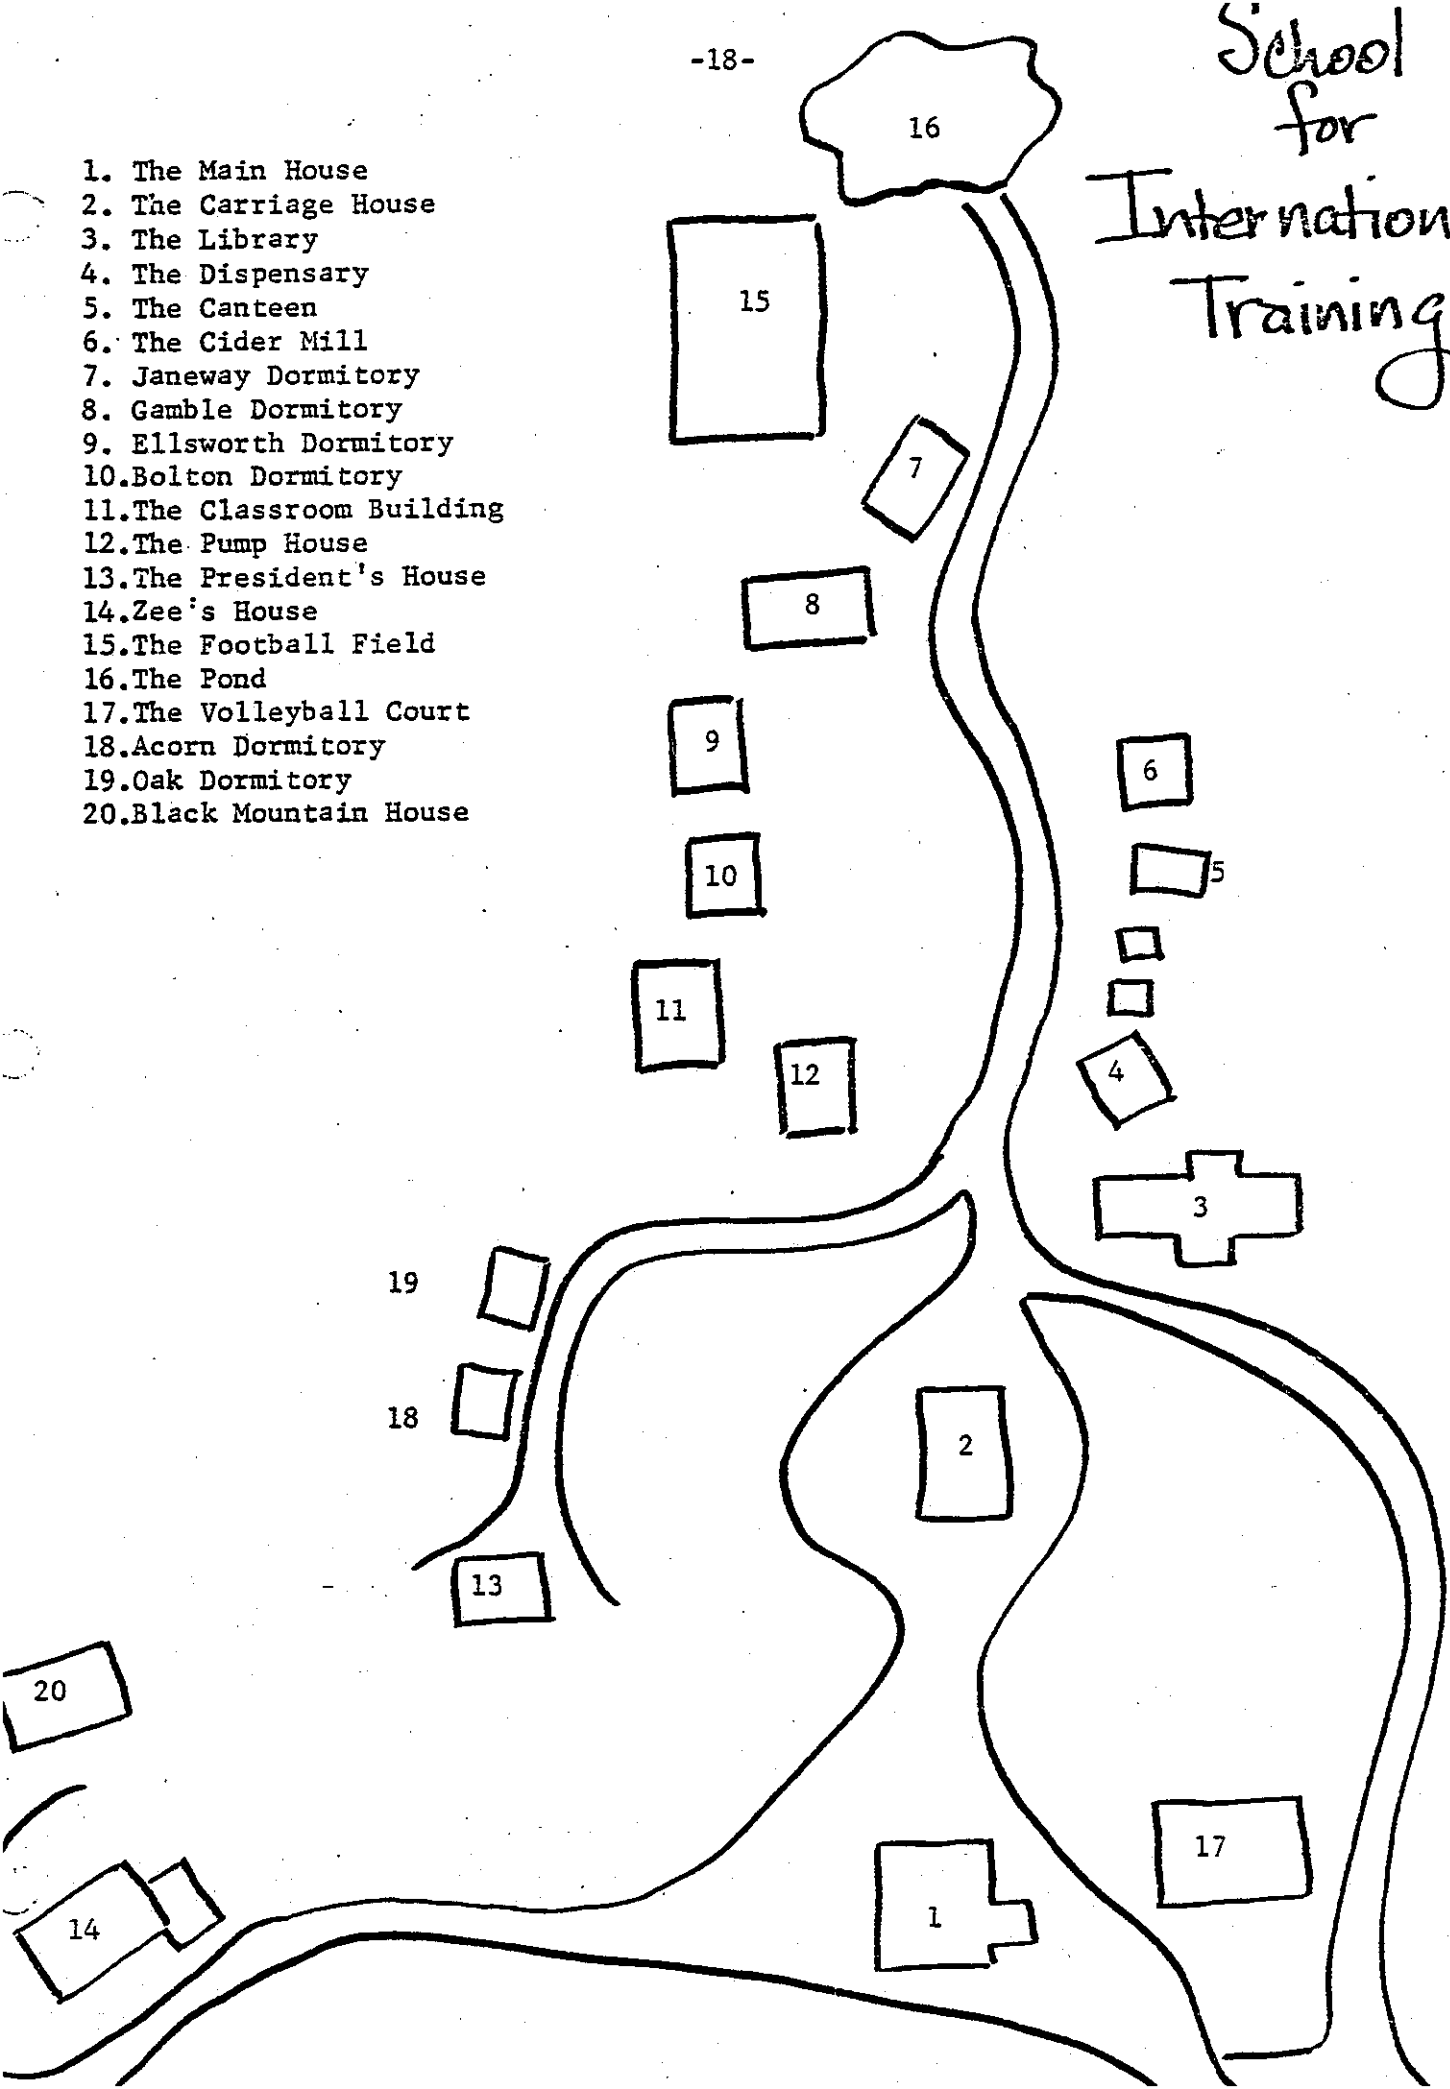 -18-
School
for
Internation
Training
1. The Main House
2. The Carriage House
3. The Library
4. The Dispensary
5. The Canteen
6. The Cider Mill
7. Janeway Dormitory
8. Gamble Dormitory
9. Ellsworth Dormitory
10.Bolton Dormitory
11.The Classroom Building
12.The Pump House
13.The President's House
14.Zee's House
15.The Football Field
16.The Pond
17.The Volleyball Court
18.Acorn Dormitory
19.Oak Dormitory
20.Black Mountain House
16
15
7
8
9
6
10
5
11
12
4
3
19
18
2
13
20
17
1
14